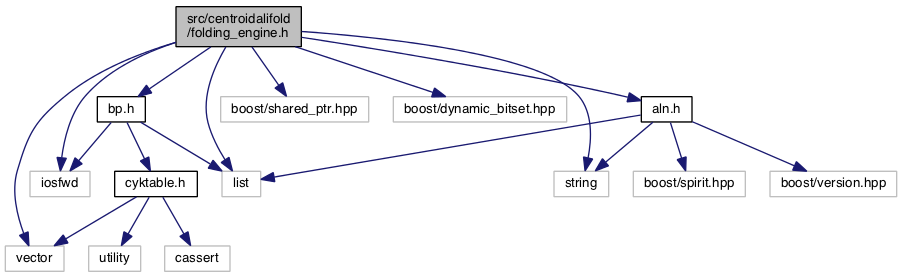 src/centroidalifold
/folding_engine.h
bp.h
boost/shared_ptr.hpp
boost/dynamic_bitset.hpp
aln.h
iosfwd
cyktable.h
list
string
boost/spirit.hpp
boost/version.hpp
vector
utility
cassert